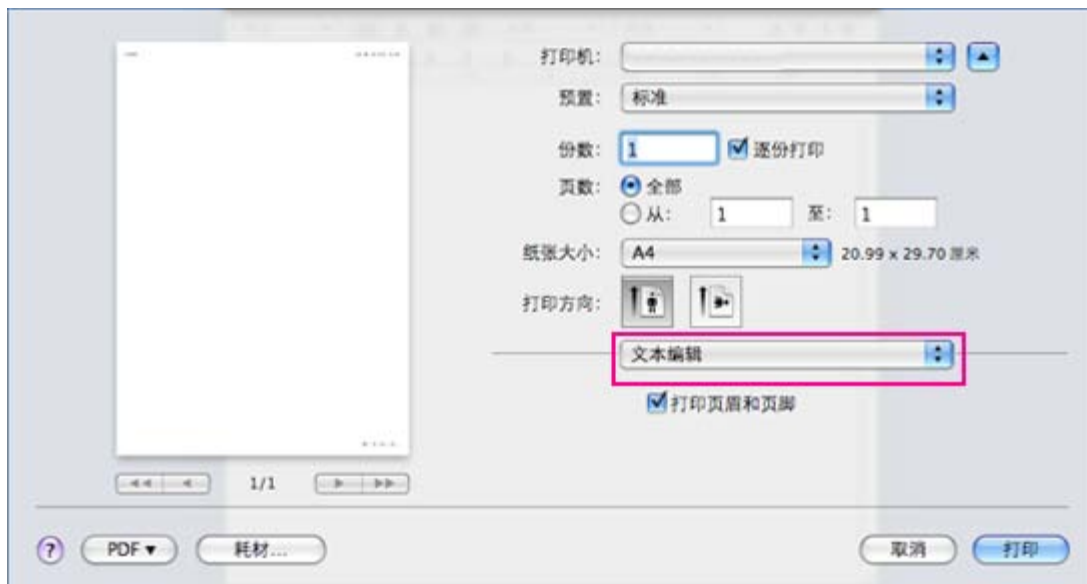 打印机:
预置: 标准
份数: 1 逐份打印
页数: 全部
从: 1 至: 1
纸张大小: A4 20.99 x 29.70 厘米
打印方向:
文本编辑
打印页眉和页脚
1/1
? PDF 耗材... 取消 打印